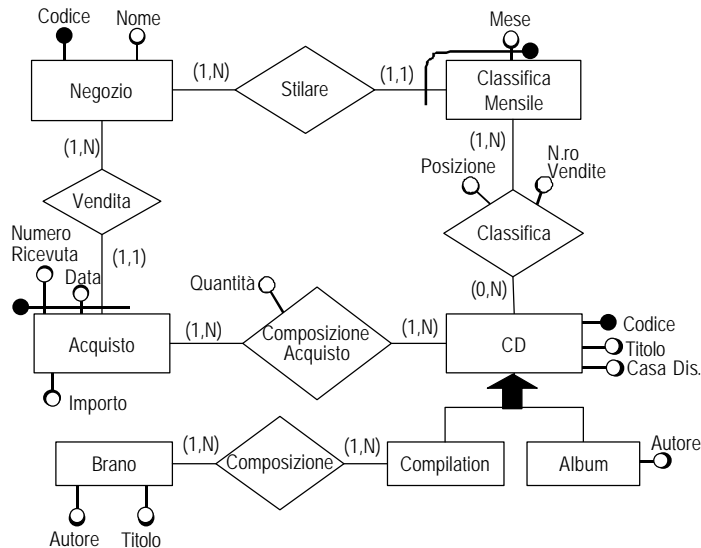 Codice
Nome
Mese
Negozio
(1,N)
Stilare
(1,1)
Classifica
Mensile
(1,N)
(1,N)
Posizione
N.ro
Vendite
Vendita
Classifica
Numero
Ricevuta
Data
(1,1)
Quantità
(0,N)
Acquisto
(1,N)
Composizione
Acquisto
(1,N)
CD
Codice
Titolo
Casa Dis.
Importo
Brano
(1,N)
Composizione
(1,N)
Compilation
Album
Autore
Autore
Titolo